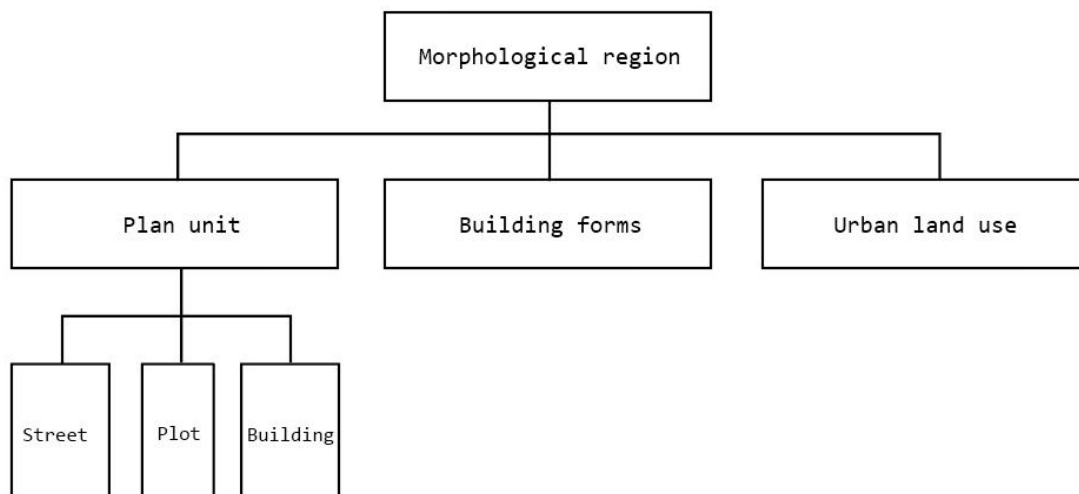 Morphological region
Plan unit
Building forms
Urban land use
Street
Plot
Building